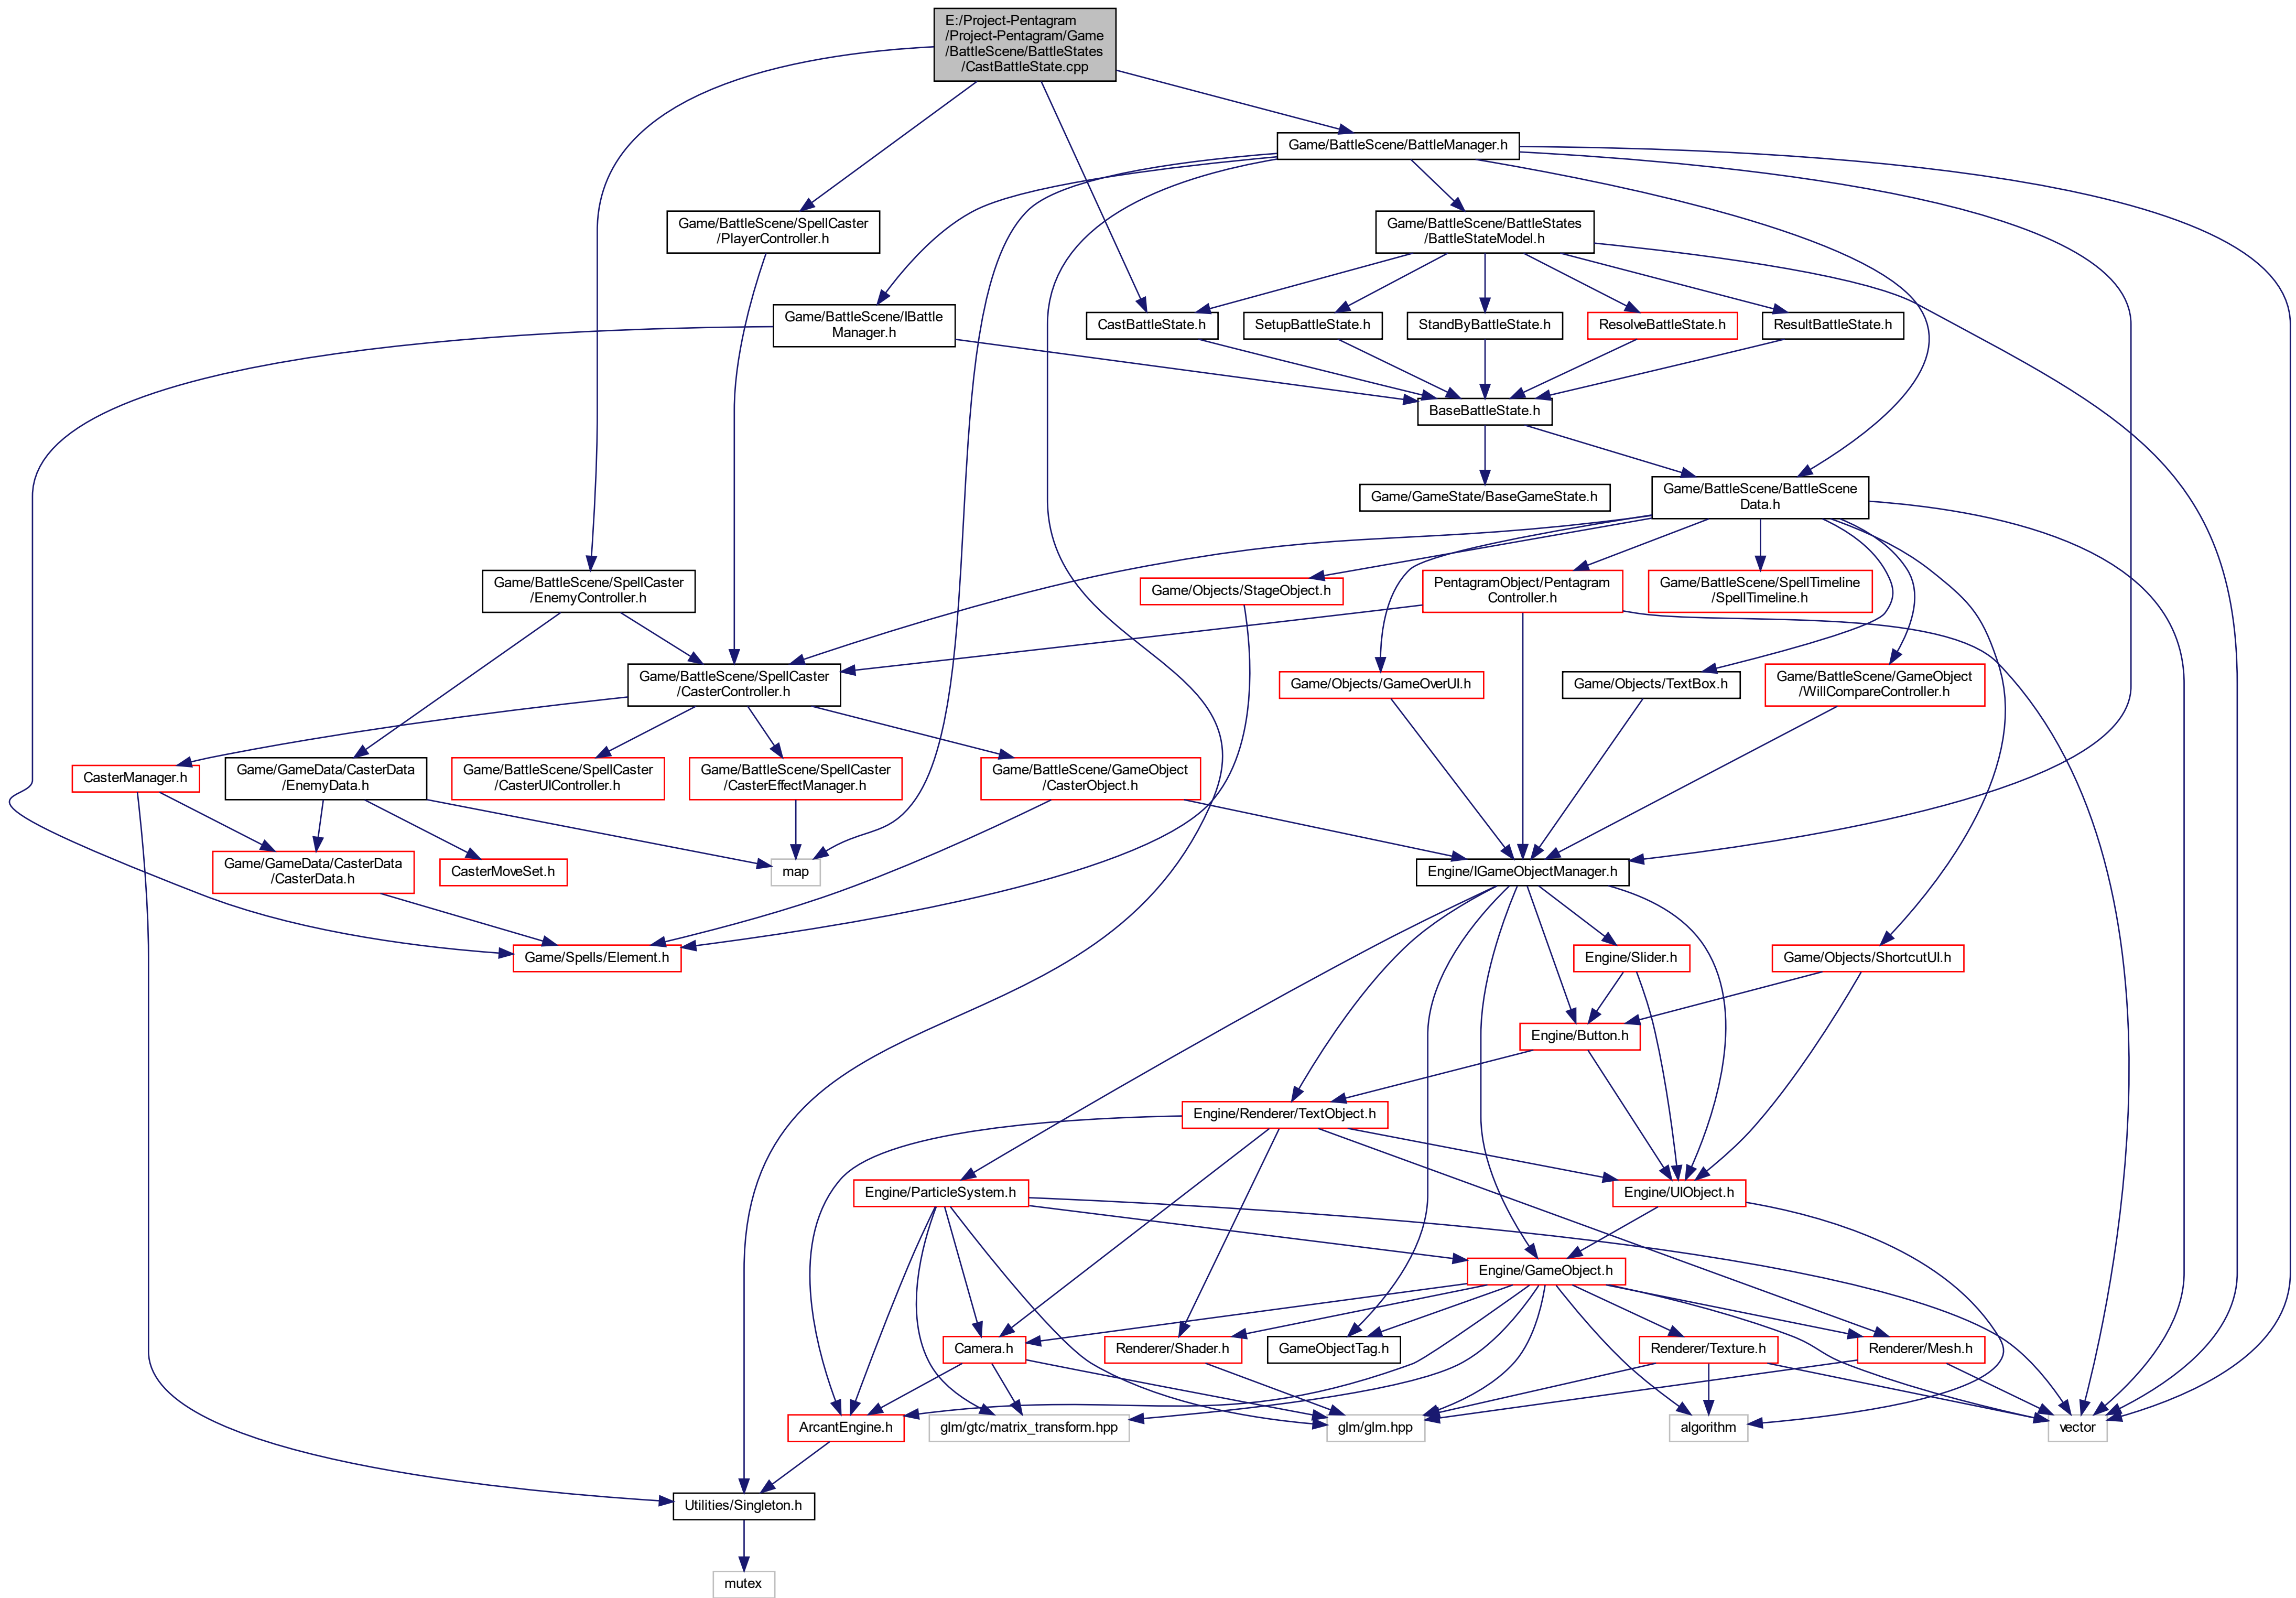 E:/Project-Pentagram
/Project-Pentagram/Game
/BattleScene/BattleStates
/CastBattleState.cpp
Game/BattleScene/BattleManager.h
Game/BattleScene/SpellCaster
/PlayerController.h
Game/BattleScene/BattleStates
/BattleStateModel.h
Game/BattleScene/IBattle
Manager.h
CastBattleState.h
SetupBattleState.h
StandByBattleState.h
ResolveBattleState.h
ResultBattleState.h
BaseBattleState.h
Game/GameState/BaseGameState.h
Game/BattleScene/BattleScene
Data.h
Game/BattleScene/SpellCaster
/EnemyController.h
Game/Objects/StageObject.h
PentagramObject/Pentagram
Controller.h
Game/BattleScene/SpellTimeline
/SpellTimeline.h
Game/BattleScene/SpellCaster
/CasterController.h
Game/Objects/GameOverUI.h
Game/Objects/TextBox.h
Game/BattleScene/GameObject
/WillCompareController.h
CasterManager.h
Game/GameData/CasterData
/EnemyData.h
Game/BattleScene/SpellCaster
/CasterUIController.h
Game/BattleScene/SpellCaster
/CasterEffectManager.h
Game/BattleScene/GameObject
/CasterObject.h
Game/GameData/CasterData
/CasterData.h
CasterMoveSet.h
map
Engine/IGameObjectManager.h
Game/Spells/Element.h
Engine/Slider.h
Game/Objects/ShortcutUI.h
Engine/Button.h
Engine/Renderer/TextObject.h
Engine/ParticleSystem.h
Engine/UIObject.h
Engine/GameObject.h
Camera.h
Renderer/Shader.h
GameObjectTag.h
Renderer/Texture.h
Renderer/Mesh.h
ArcantEngine.h
glm/gtc/matrix_transform.hpp
glm/glm.hpp
algorithm
vector
Utilities/Singleton.h
mutex